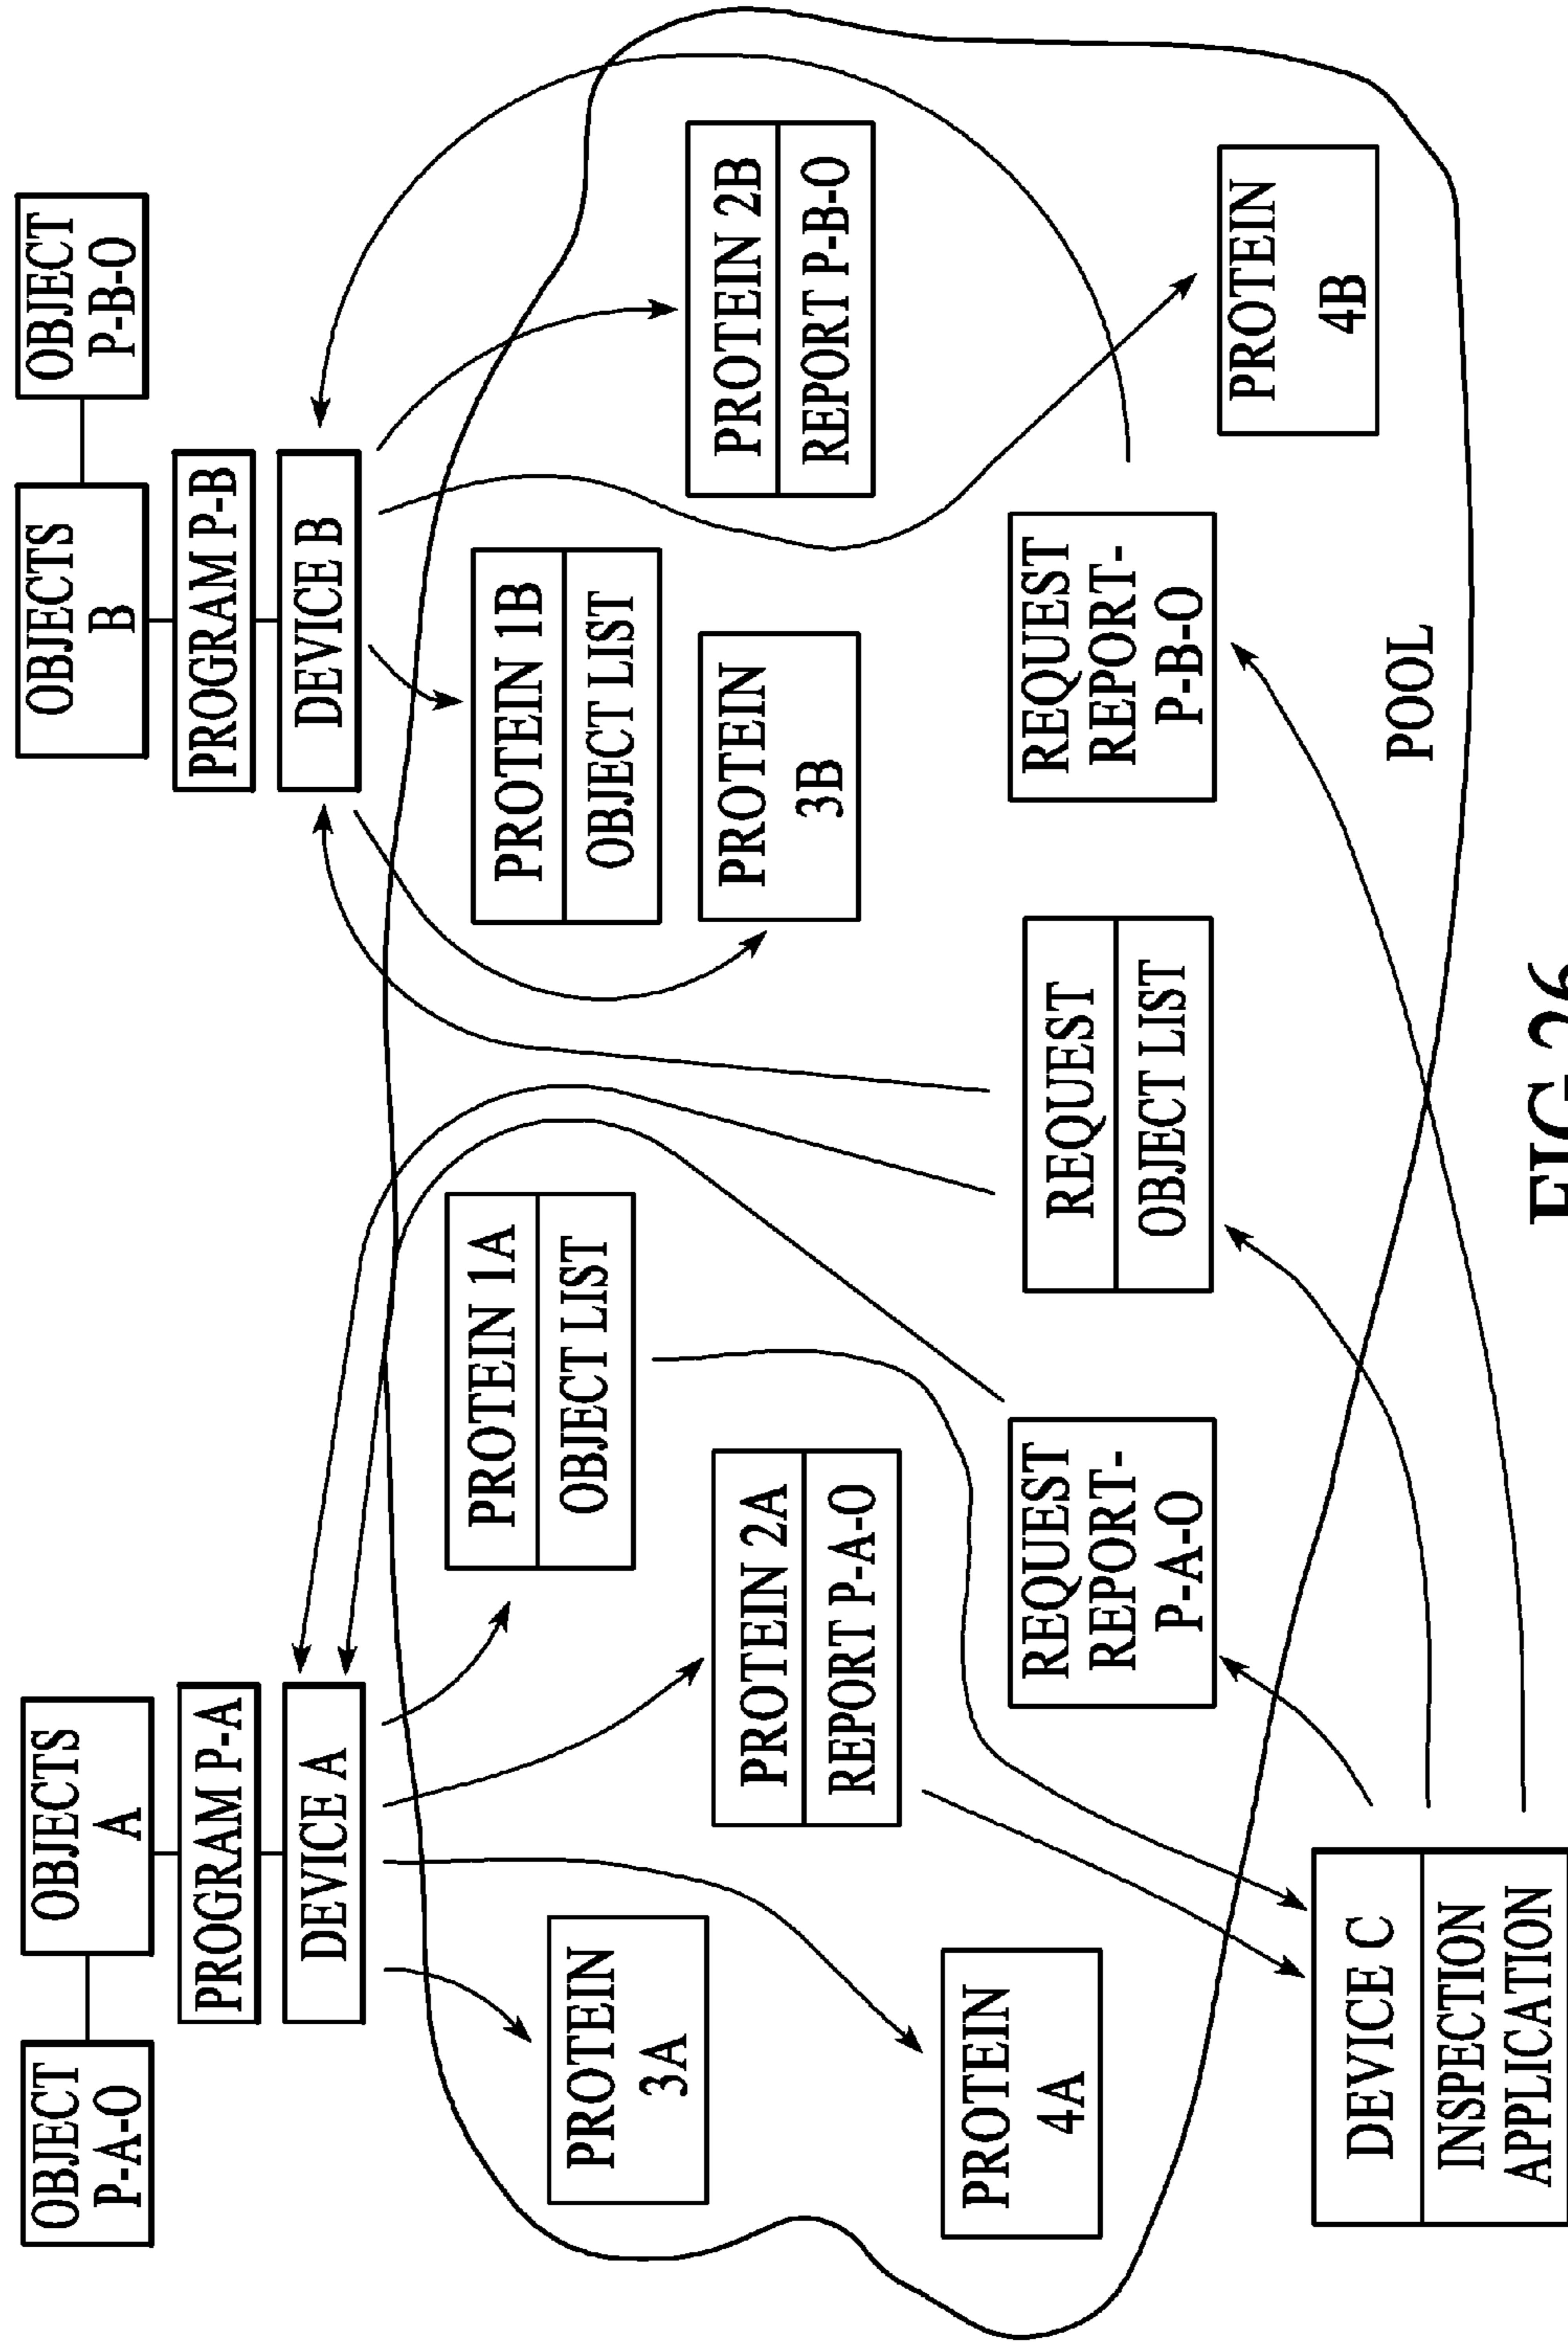 OBJECT
P-A-O
OBJECTS
A
PROGRAM P-A
DEVICE A
OBJECTS
B
OBJECT
P-B-O
PROGRAM P-B
DEVICE B
PROTEIN 1A
OBJECT LIST
PROTEIN 1B
OBJECT LIST
PROTEIN
3A
PROTEIN 2A
REPORT P-A-O
PROTEIN
3B
PROTEIN 2B
REPORT P-B-O
PROTEIN
4A
REQUEST
REPORT-
P-A-O
REQUEST
OBJECT LIST
REQUEST
REPORT-
P-B-O
PROTEIN
4B
POOL
DEVICE C
INSPECTION
APPLICATION